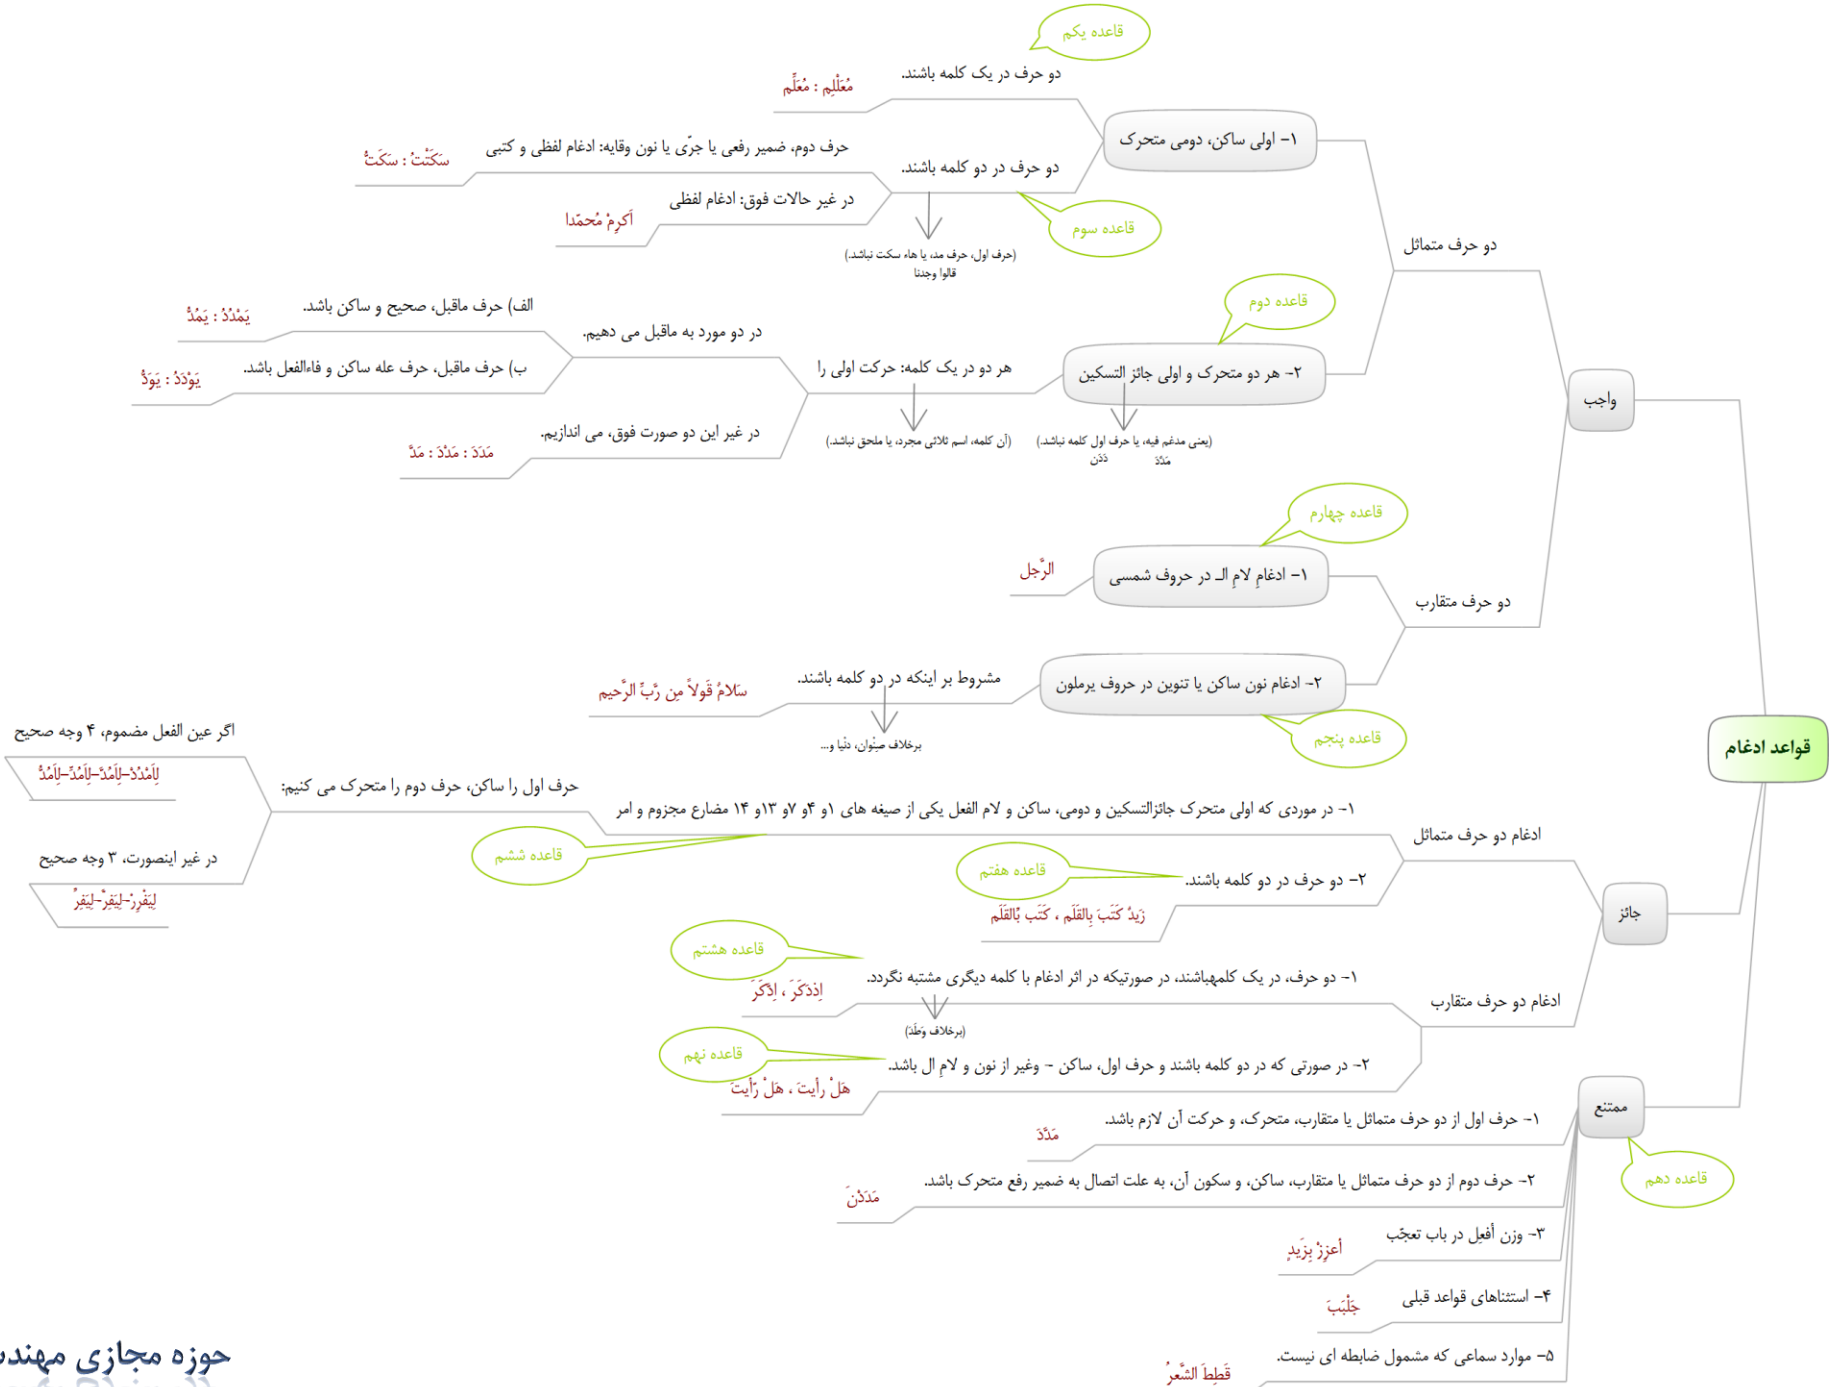 قواعد ادغام
واجب
دو حرف متماثل
۱- اولی ساکن، دومی متحرک
قاعده یکم
دو حرف در یک کلمه باشند.
مُعَلْلِم : مُعَلِّم
دو حرف در دو کلمه باشند.
قاعده سوم
(حرف اول، حرف مد، یا هاء سکت نباشد.)
قالوا وجدنا
حرف دوم، ضمیر رفعی یا جرّی یا نون وقایه: ادغام لفظی و کتبی
سَکَتْتُ : سَکَتُّ
در غیر حالات فوق: ادغام لفظی
أکرِمْ مُحمّدا
۲- هر دو متحرک و اولی جائز التسکین
قاعده دوم
(یعنی مدغم فیه، یا حرف اول کلمه نباشد.)
مَدَّدَ
دَدَن
هر دو در یک کلمه: حرکت اولی را
(آن کلمه، اسم ثلاثی مجرد، یا ملحق نباشد.)
در دو مورد به ماقبل می دهیم.
الف) حرف ماقبل، صحیح و ساکن باشد.
یَمْدُدُ : یَمُدُّ
ب) حرف ماقبل، حرف عله ساکن و فاءالفعل باشد.
یَوْدَدُ : یَوَدُّ
در غیر این دو صورت فوق، می اندازیم.
مَدَدَ : مَدْدَ : مَدَّ
دو حرف متقارب
۱- ادغامِ لامِ الـ در حروف شمسی
قاعده چهارم
الرَّجل
۲- ادغام نون ساکن یا تنوین در حروف یرملون
قاعده پنجم
مشروط بر اینکه در دو کلمه باشند.
برخلاف صِنْوان، دنْیا و...
سَلامٌ قَولاً مِن رَّبِّ الرَّحیم
جائز
ادغام دو حرف متماثل
۱- در موردی که اولی متحرک جائزالتسکین و دومی، ساکن و لام الفعل یکی از صیغه های ۱و ۴و ۷و ۱۳و ۱۴ مضارع مجزوم و امر
قاعده ششم
حرف اول را ساکن، حرف دوم را متحرک می کنیم:
اگر عین الفعل مضموم، ۴ وجه صحیح
لِأَمْدُدْ-لِأَمُدَّ-لِأَمُدِّ-لِأَمُدُّ
در غیر اینصورت، ۳ وجه صحیح
لِیَفْرِرْ-لِیَفِرَّ-لِیَفِرِّ
۲- دو حرف در دو کلمه باشند.
قاعده هفتم
زَیدٌ کَتَبَ بِالقَلَم ، کَتَب بِّالقَلَم
ادغام دو حرف متقارب
۱- دو حرف، در یک کلمهباشند، در صورتیکه در اثر ادغام با کلمه دیگری مشتبه نگردد.
قاعده هشتم
(برخلاف وَطَدَ)
اِذدَکَرَ ، اِدَّکَرَ
۲- در صورتی که در دو کلمه باشند و حرف اول، ساکن - وغیر از نون و لامِ ال باشد.
قاعده نهم
هَلْ رأیتَ ، هَلْ رّأیتَ
ممتنع
قاعده دهم
۱- حرف اول از دو حرف متماثل یا متقارب، متحرک، و حرکت آن لازم باشد.
مَدَّدَ
۲- حرف دوم از دو حرف متماثل یا متقارب، ساکن، و سکون آن، به علت اتصال به ضمیر رفع متحرک باشد.
مَدَدْنَ
۳- وزن أفعِل در باب تعجّب
أعزِزْ بِزَیدٍ
۴- استثناهای قواعد قبلی
جَلْبَبَ
۵- موارد سماعی که مشمول ضابطه ای نیست.
قَطِطَ الشَّعرُ
حوزه مجازی